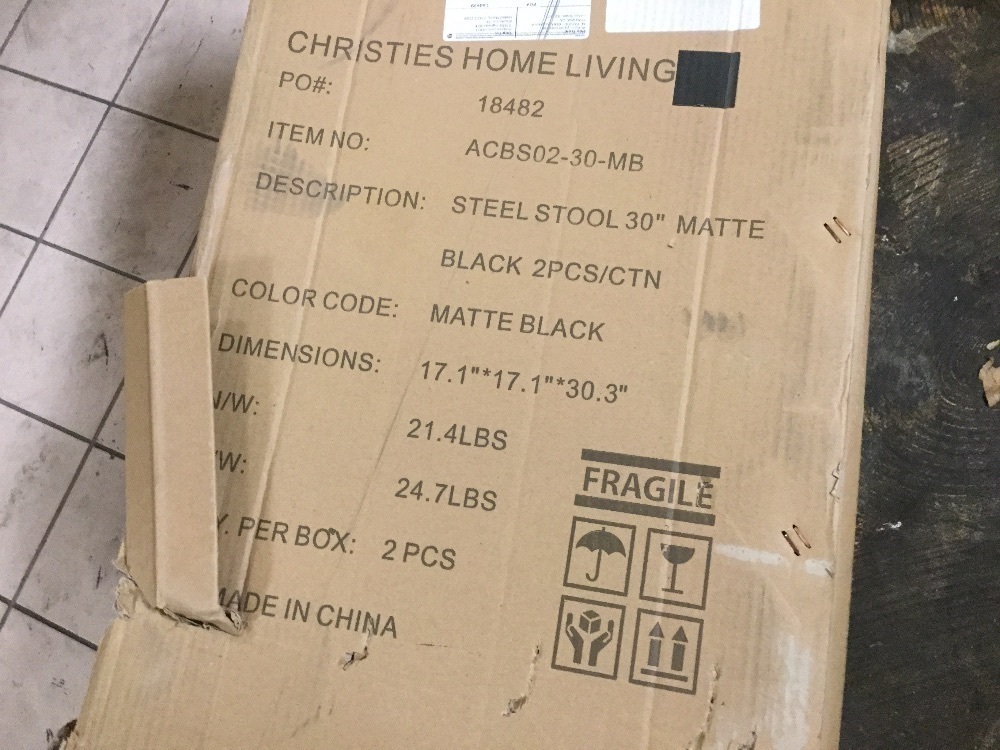 CHRISTIES HOME LIVING
PO#: 18482
ITEM NO: ACBS02-30-MB
DESCRIPTION: STEEL STOOL 30" MATTE
BLACK 2PCS/CTN
COLOR CODE: MATTE BLACK
DIMENSIONS: 17.1"*17.1"*30.3"
/W: 21.4LBS
W: 24.7LBS
. PER BOX: 2 PCS
MADE IN CHINA
FRAGILE